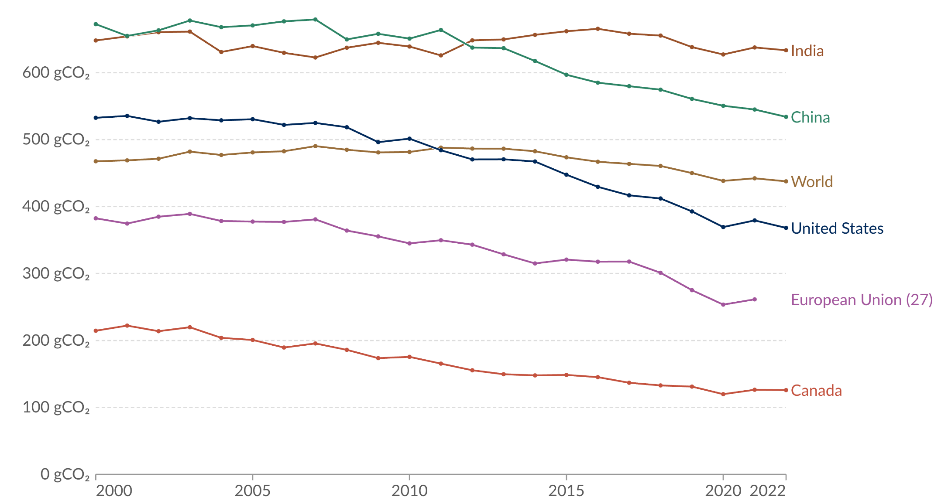 600 gCO₂
500 gCO₂
400 gCO₂
300 gCO₂
200 gCO₂
100 gCO₂
0 gCO₂
India
China
World
United States
European Union (27)
Canada
2000 2005 2010 2015 2020 2022